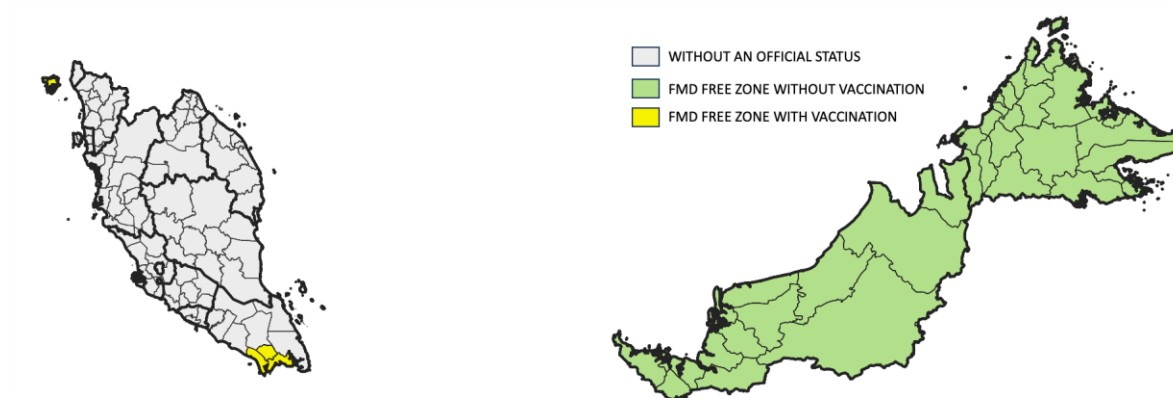 WITHOUT AN OFFICIAL STATUS
FMD FREE ZONE WITHOUT VACCINATION
FMD FREE ZONE WITH VACCINATION